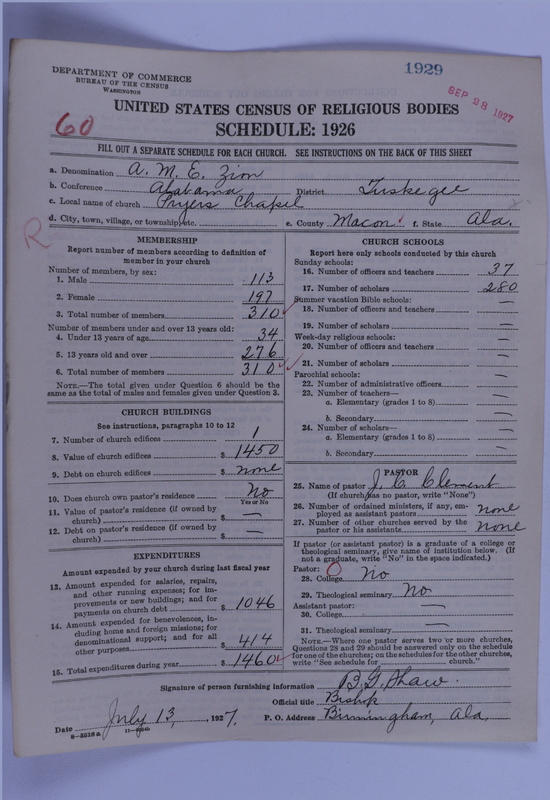 1929
SEP 28 1927
DEPARTMENT OF COMMERCE
BUREAU OF THE CENSUS
WASHINGTON
UNITED STATES CENSUS OF RELIGIOUS BODIES
60
SCHEDULE: 1926
FILL OUT A SEPARATE SCHEDULE FOR EACH CHURCH. SEE INSTRUCTIONS ON THE BACK OF THIS SHEET
a. Denomination A. M. E. Zion
b. Conference Alabama District Tuskegee
c. Local name of church Pryers Chapel
d. City, town, village, or township, etc. e. County Macon f. State Ala.
R
MEMBERSHIP
Report number of members according to definition of
member in your church
Number of members, by sex:
1. Male 113
2. Female 197
3. Total number of members 310
Number of members under and over 13 years old:
4. Under 13 years of age 34
5. 13 years old and over 276
6. Total number of members 310
NOTE.—The total given under Question 6 should be
same as the total of males and females given under Question 3.
CHURCH BUILDINGS
See instructions, paragraphs 10 to 12
7. Number of church edifices 1
8. Value of church edifices $ 1450
9. Debt on church edifices $ none
10. Does church own pastor's residence No
Yes or No
11. Value of pastor's residence (if owned by
church) $ —
12. Debt on pastor's residence (if owned by
church) $ —
EXPENDITURES
Amount expended by your church during last fiscal year
13. Amount expended for salaries, repairs,
and other running expenses; for im-
provements or new buildings; and for
payments on church debt $ 1046
14. Amount expended for benevolences, in-
cluding home and foreign missions; for
denominational support; and for all
other purposes $ 414
15. Total expenditures during year $ 1460
CHURCH SCHOOLS
Report here only schools conducted by this church
Sunday schools:
16. Number of officers and teachers 37
17. Number of scholars 280
Summer vacation Bible schools:
18. Number of officers and teachers —
19. Number of scholars —
Week-day religious schools:
20. Number of officers and teachers —
21. Number of scholars —
Parochial schools:
22. Number of administrative officers —
23. Number of teachers—
a. Elementary (grades 1 to 8) —
b. Secondary —
24. Number of scholars—
a. Elementary (grades 1 to 8) —
b. Secondary —
PASTOR
25. Name of pastor J. C. Clement
(If church has no pastor, write "None")
26. Number of ordained ministers, if any, em-
ployed as assistant pastors none
27. Number of other churches served by the
pastor or his assistants none
If pastor (or assistant pastor) is a graduate of a college or
theological seminary, give name of institution below. (If
not a graduate, write "No" in the space indicated.)
Pastor: O
28. College No
29. Theological seminary No
Assistant pastor: —
30. College
31. Theological seminary —
NOTE.—Where one pastor serves two or more churches,
Questions 28 and 29 should be answered only on the schedule
for one of the churches; on the schedules for the other churches,
write "See schedule for church."
Signature of person furnishing information B. G. Shaw.
Official title Bishop
Date July 13, 1927. P. O. Address Birmingham, Ala.